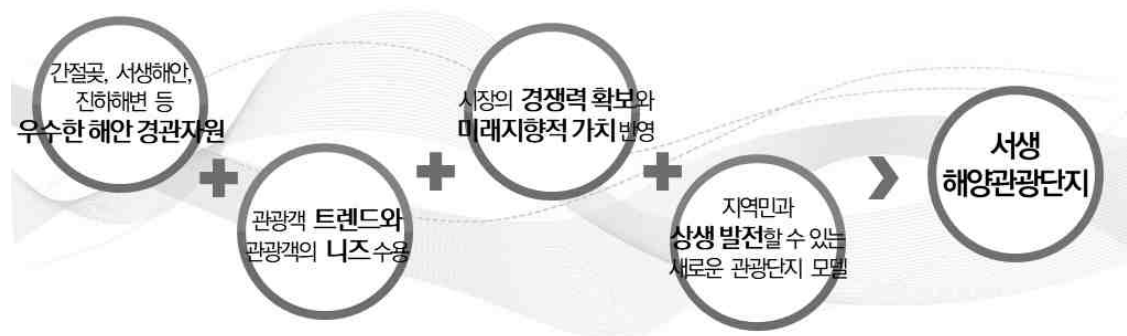 간절곶, 서생해안,
진하해변 등
우수한 해안 경관자원
관광객 트렌드와
관광객의 니즈 수용
시장의 경쟁력 확보와
미래지향적 가치 반영
지역민과
상생 발전할 수 있는
새로운 관광단지 모델
서생
해양관광단지